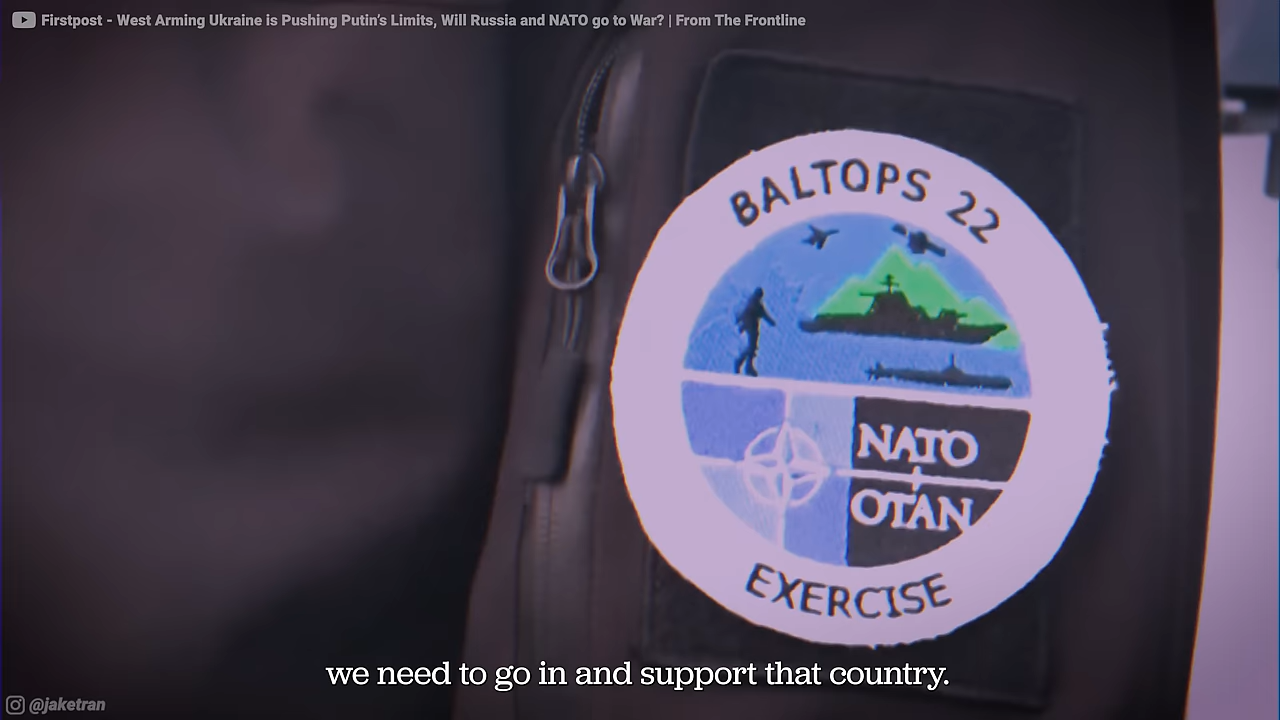 Firstpost - West Arming Ukraine is Pushing Putin's Limits, Will Russia and NATO go to War? | From The Frontline
BALTOPS 22
NATO
OTAN
EXERCISE
we need to go in and support that country.
@jaketran